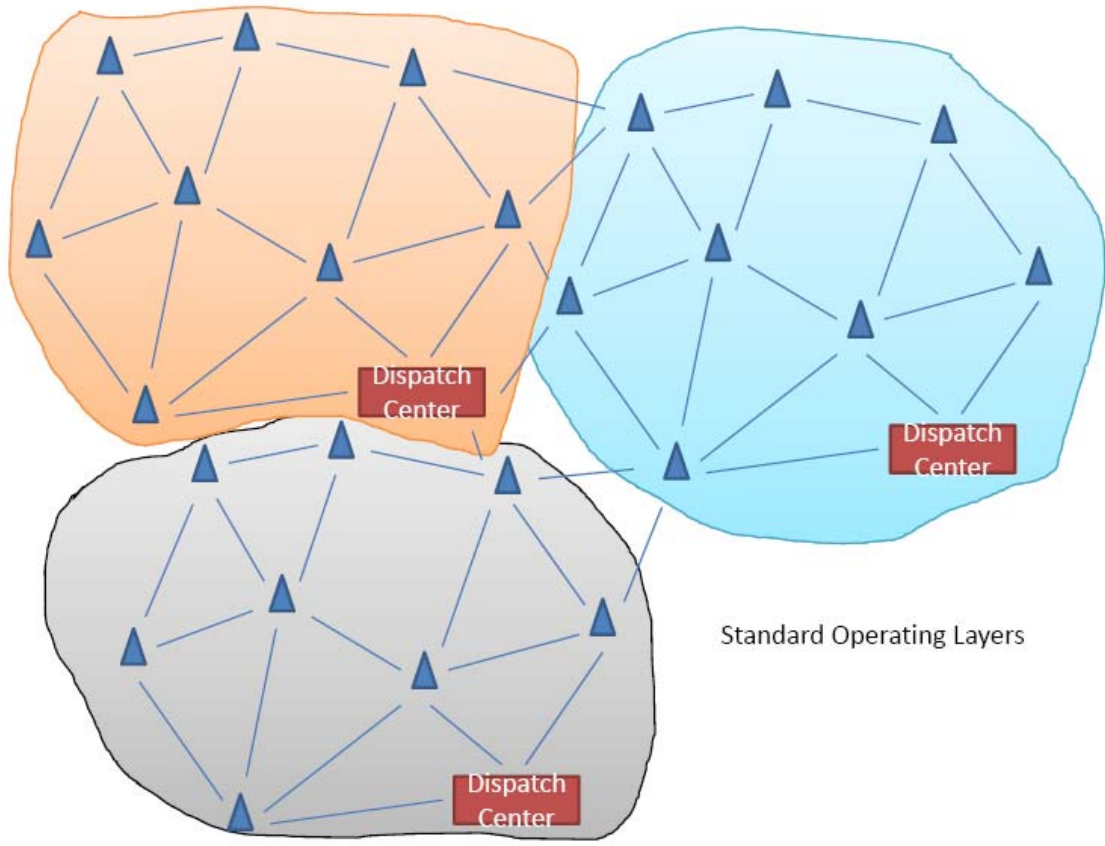 Dispatch
Center
Dispatch
Center
Standard Operating Layers
Dispatch
Center